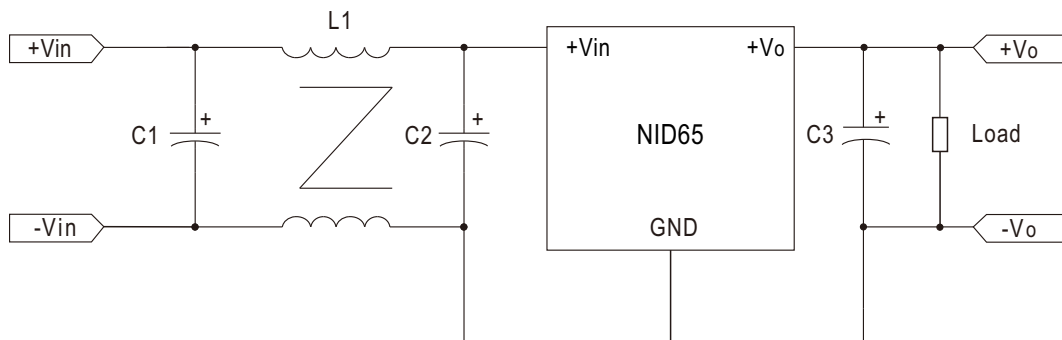 L1
+Vin
+Vin
+Vo
+Vo
C1
+
C2
+
NID65
C3
+
Load
-Vin
GND
-Vo